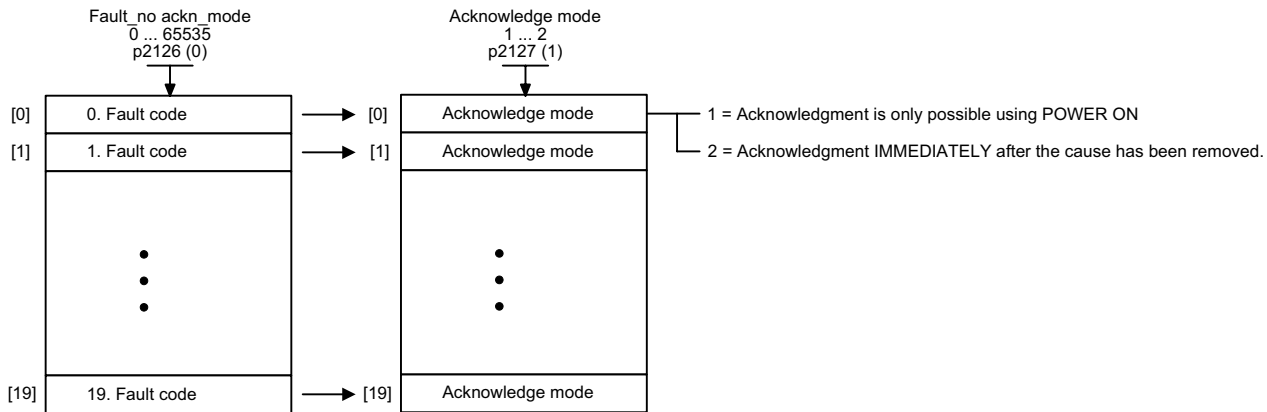 Fault_no ackn_mode
0 ... 65535
p2126 (0)
Acknowledge mode
1 ... 2
p2127 (1)
[0] 0. Fault code [0] Acknowledge mode 1 = Acknowledgment is only possible using POWER ON
[1] 1. Fault code [1] Acknowledge mode 2 = Acknowledgment IMMEDIATELY after the cause has been removed.
[19] 19. Fault code [19] Acknowledge mode